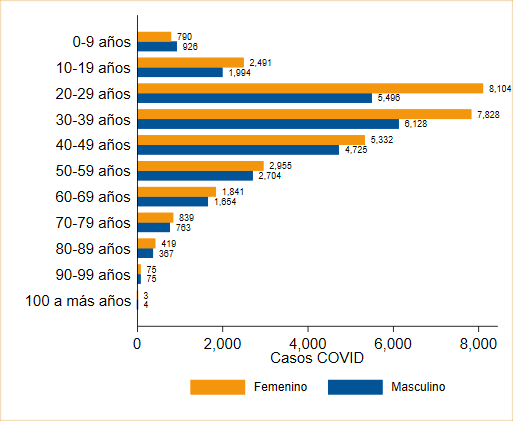 0-9 años
790
926
10-19 años
2,491
1,994
20-29 años
8,104
5,496
30-39 años
7,828
6,128
40-49 años
5,332
4,725
50-59 años
2,955
2,704
60-69 años
1,841
1,654
70-79 años
839
763
80-89 años
419
367
90-99 años
75
75
100 a más años
3
4
0 2,000 4,000 6,000 8,000
Casos COVID
Femenino Masculino